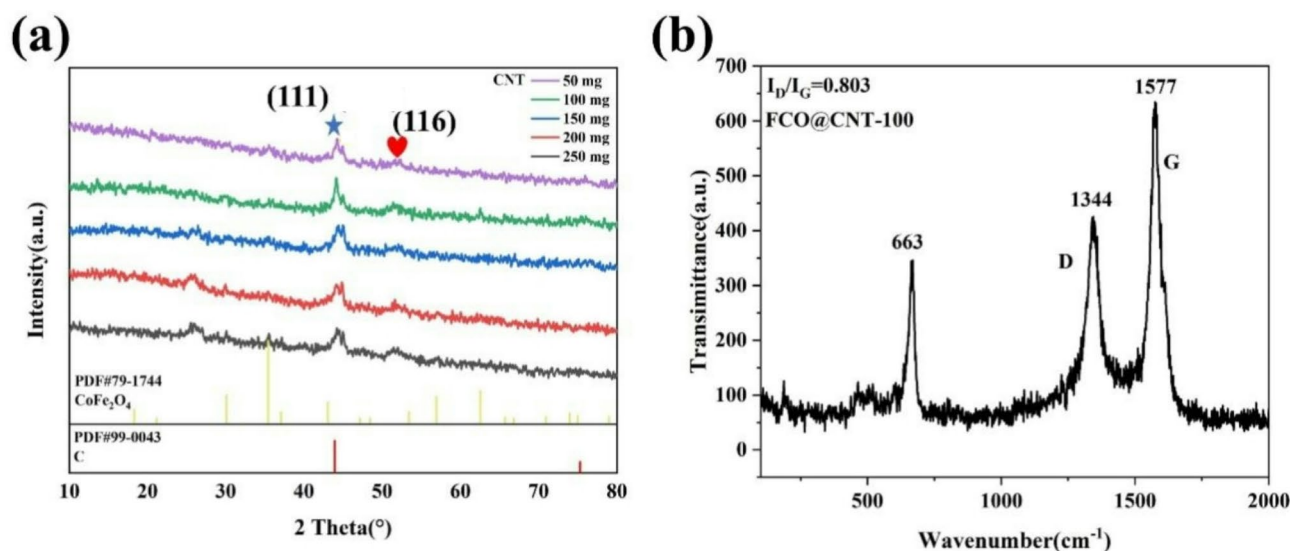 (a)
CNT
50 mg
100 mg
150 mg
200 mg
250 mg
(111)
(116)
Intensity(a.u.)
PDF#79-1744
CoFe₂O₄
PDF#99-0043
C
10 20 30 40 50 60 70 80
2 Theta(°)
(b)
I_D/I_G=0.803
FCO@CNT-100
700
600
500
400
300
200
100
0
663
1344
D
1577
G
Transimittance(a.u.)
500 1000 1500 2000
Wavenumber(cm⁻¹)